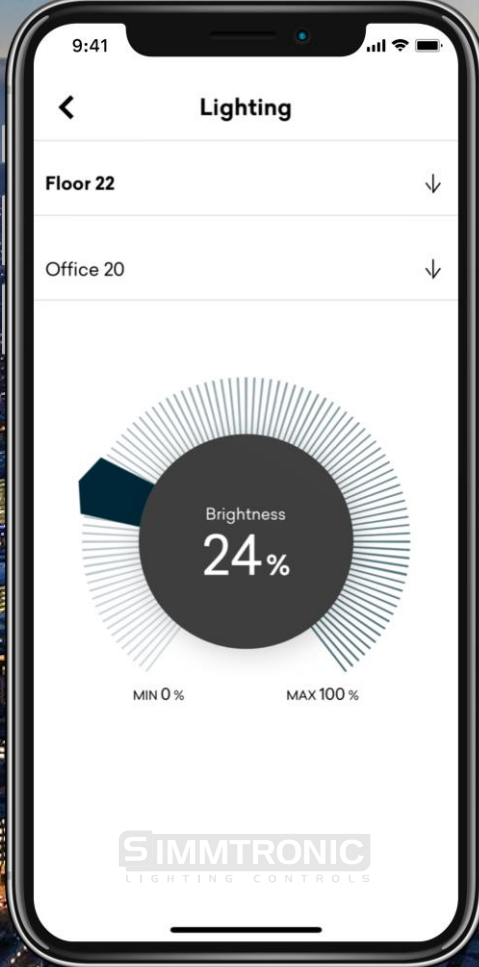 9:41
Lighting
Floor 22
Office 20
Brightness
24%
MIN 0 %
MAX 100 %
SIMMTRONIC
LIGHTING CONTROLS